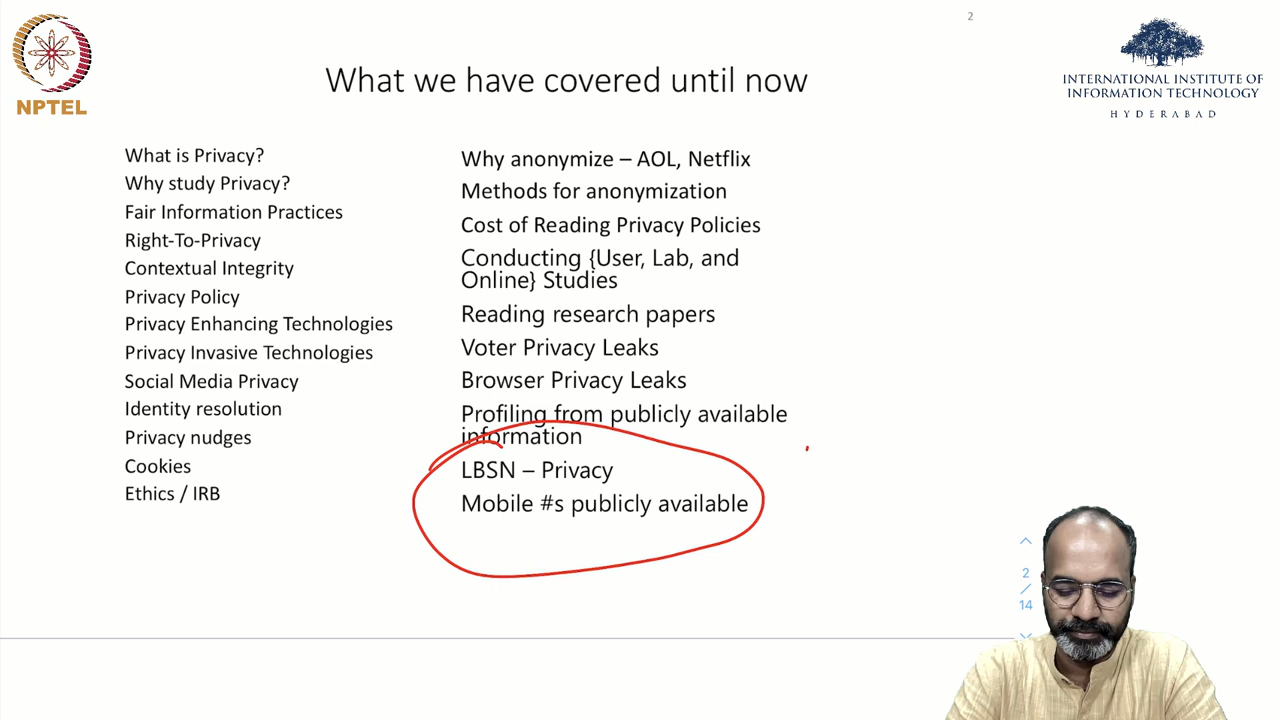 2
NPTEL
INTERNATIONAL INSTITUTE OF
INFORMATION TECHNOLOGY
HYDERABAD
What we have covered until now
What is Privacy?
Why study Privacy?
Fair Information Practices
Right-To-Privacy
Contextual Integrity
Privacy Policy
Privacy Enhancing Technologies
Privacy Invasive Technologies
Social Media Privacy
Identity resolution
Privacy nudges
Cookies
Ethics / IRB
Why anonymize – AOL, Netflix
Methods for anonymization
Cost of Reading Privacy Policies
Conducting {User, Lab, and
Online} Studies
Reading research papers
Voter Privacy Leaks
Browser Privacy Leaks
Profiling from publicly available
information
LBSN – Privacy
Mobile #s publicly available
2
/
14